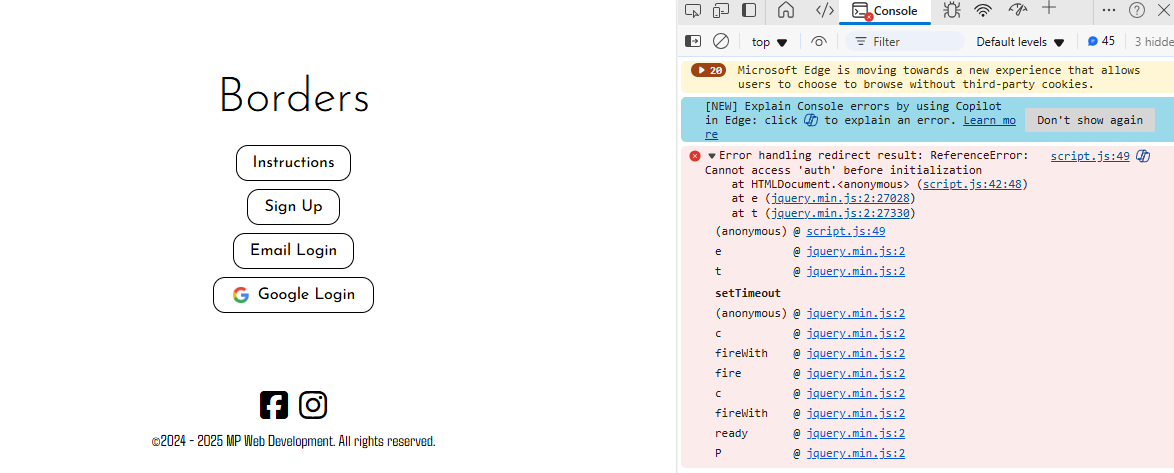 Console
top
Filter
Default levels
45
3 hidde
Borders
Instructions
Sign Up
Email Login
Google Login
©2024 - 2025 MP Web Development. All rights reserved.
20
Microsoft Edge is moving towards a new experience that allows
users to choose to browse without third-party cookies.
[NEW] Explain Console errors by using Copilot
in Edge: click to explain an error. Learn mo
re
Don't show again
Error handling redirect result: ReferenceError: script.js:49
Cannot access 'auth' before initialization
at HTMLDocument.<anonymous> (script.js:42:48)
at e (jquery.min.js:2:27028)
at t (jquery.min.js:2:27330)
(anonymous) @ script.js:49
e @ jquery.min.js:2
t @ jquery.min.js:2
setTimeout
(anonymous) @ jquery.min.js:2
c @ jquery.min.js:2
fireWith @ jquery.min.js:2
fire @ jquery.min.js:2
c @ jquery.min.js:2
fireWith @ jquery.min.js:2
ready @ jquery.min.js:2
P @ jquery.min.js:2